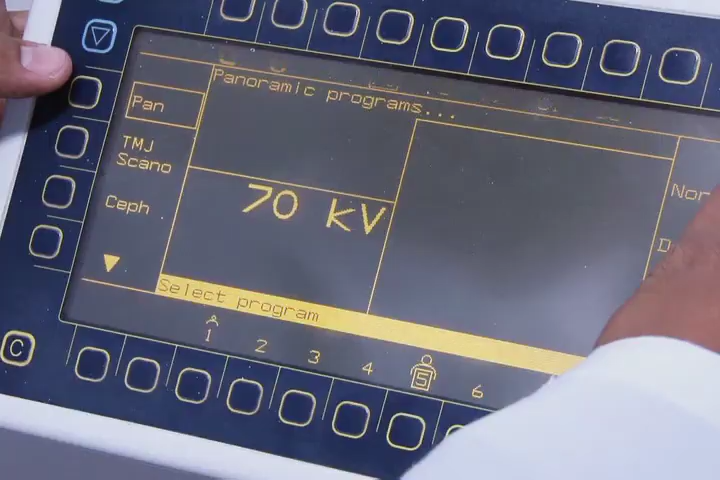 Panoramic programs...
Pan
TMJ
Scano
Ceph
70 kV
Select program
1 2 3 4 5 6
C